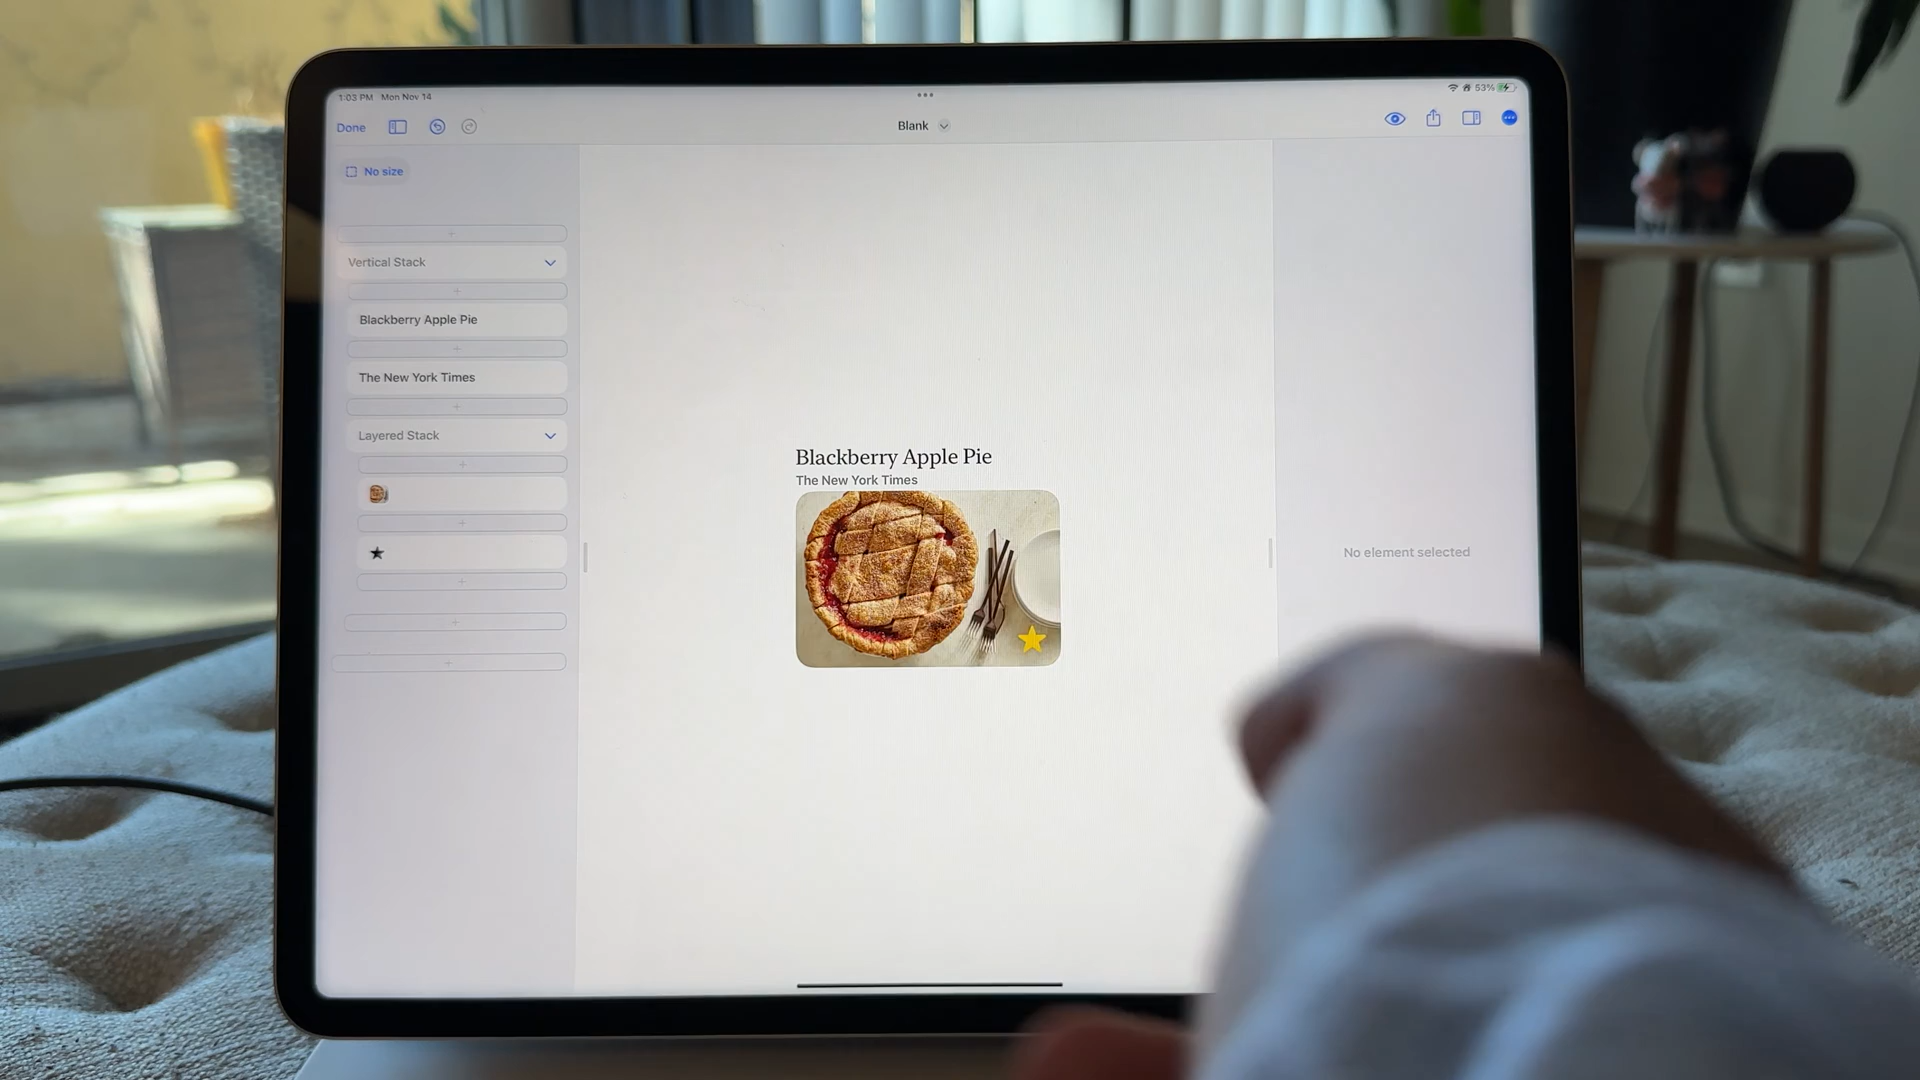 1:03 PM Mon Nov 14
53%
Done
Blank
No size
Vertical Stack
Blackberry Apple Pie
The New York Times
Layered Stack
Blackberry Apple Pie
The New York Times
No element selected